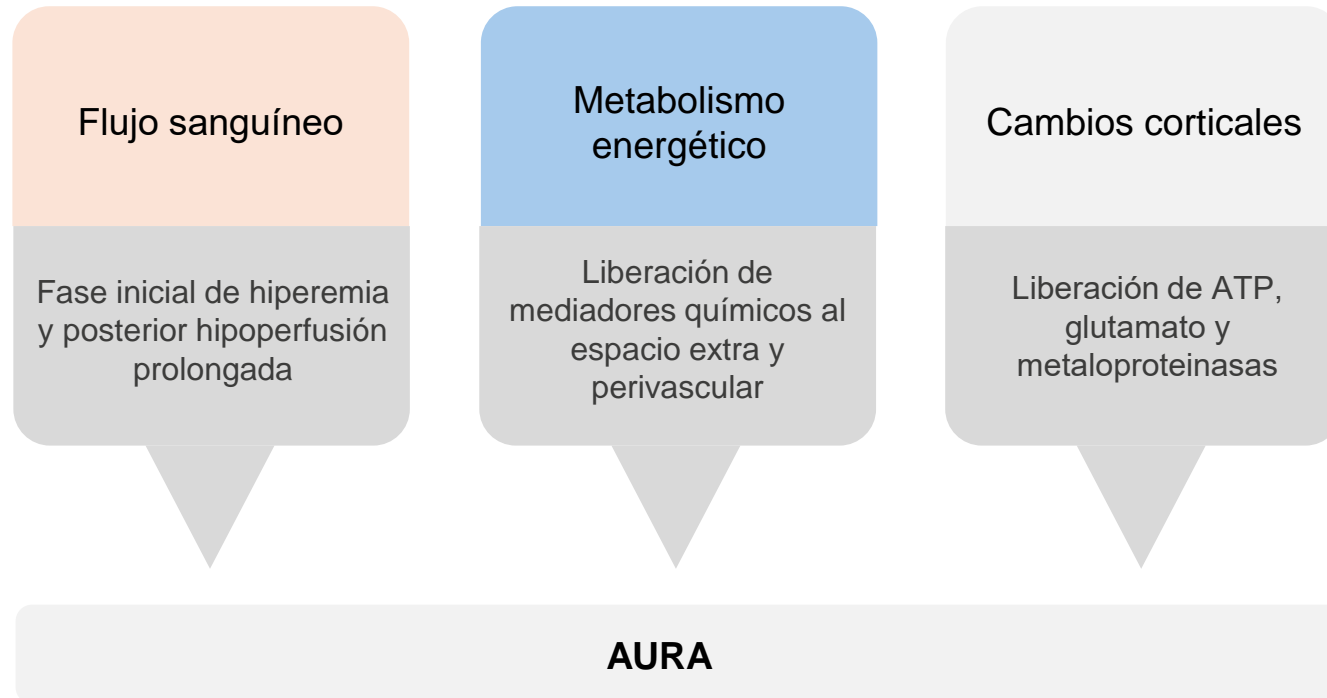 Flujo sanguíneo
Fase inicial de hiperemia
y posterior hipoperfusión
prolongada
Metabolismo
energético
Liberación de
mediadores químicos al
espacio extra y
perivascular
Cambios corticales
Liberación de ATP,
glutamato y
metaloproteinasas
AURA